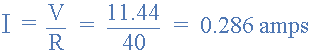 I = V/R = 11.44/40 = 0.286 amps